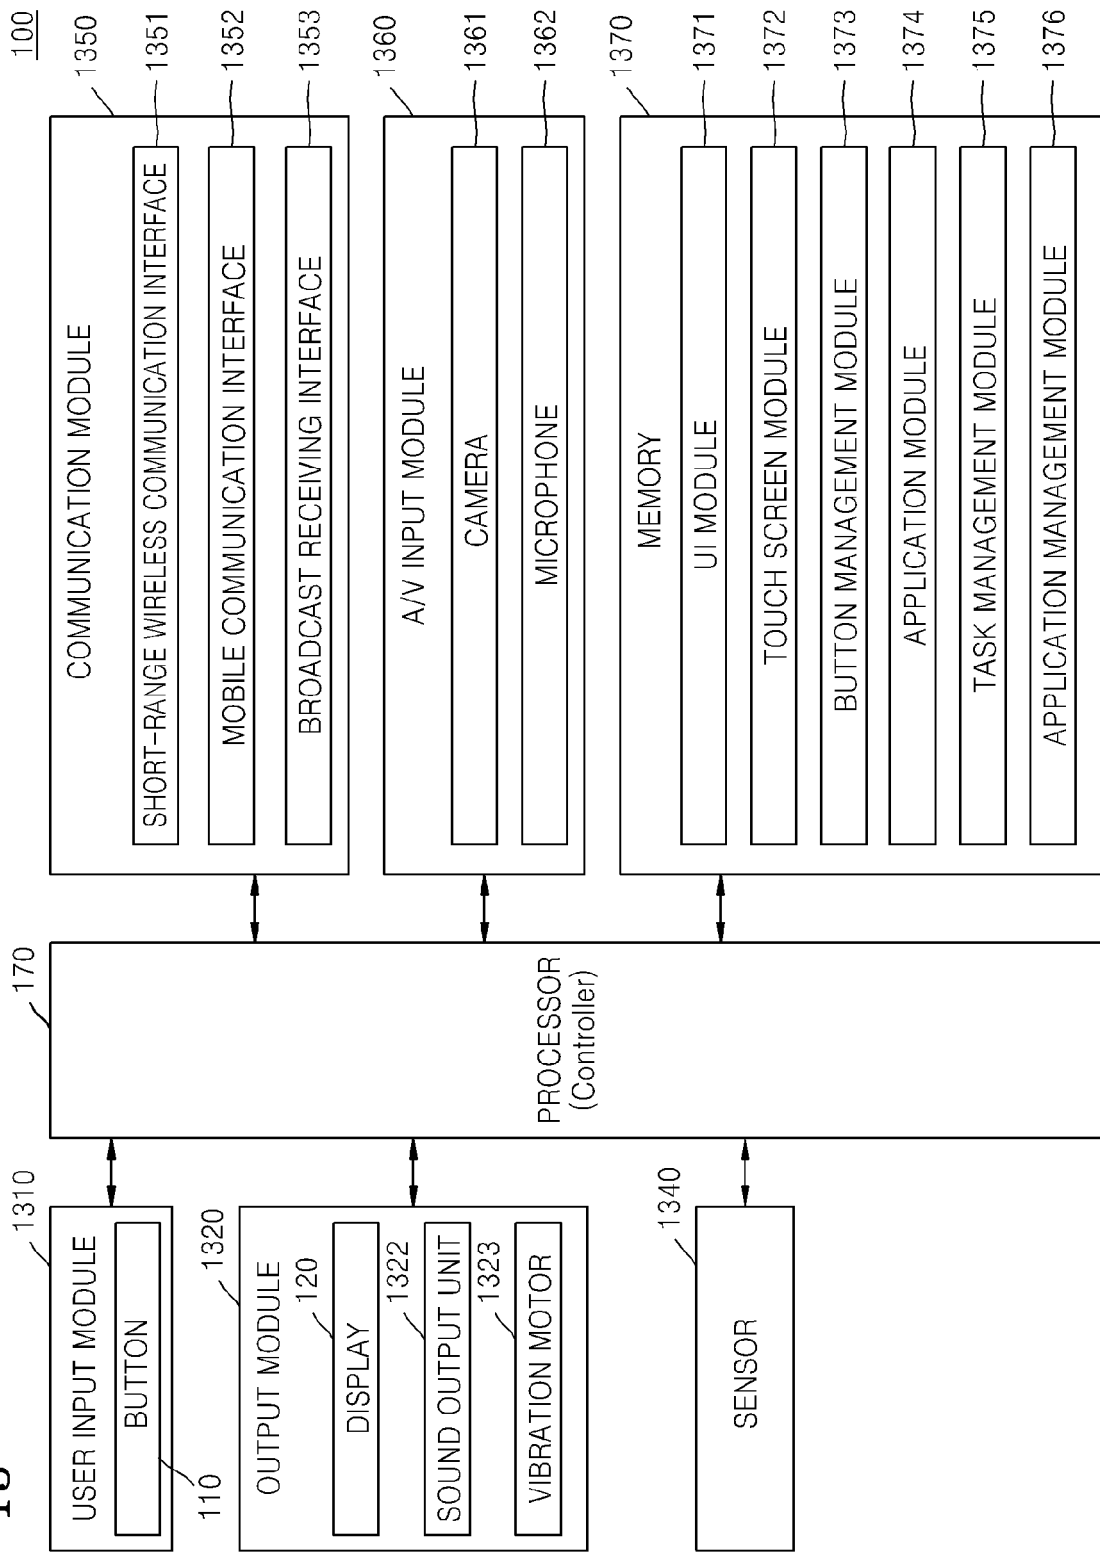 100
1310
USER INPUT MODULE
BUTTON
110
1320
OUTPUT MODULE
120
DISPLAY
1322
SOUND OUTPUT UNIT
1323
VIBRATION MOTOR
1340
SENSOR
170
PROCESSOR
(Controller)
1350
COMMUNICATION MODULE
SHORT-RANGE WIRELESS COMMUNICATION INTERFACE
1351
MOBILE COMMUNICATION INTERFACE
1352
BROADCAST RECEIVING INTERFACE
1353
1360
A/V INPUT MODULE
CAMERA
1361
MICROPHONE
1362
1370
MEMORY
UI MODULE
1371
TOUCH SCREEN MODULE
1372
BUTTON MANAGEMENT MODULE
1373
APPLICATION MODULE
1374
TASK MANAGEMENT MODULE
1375
APPLICATION MANAGEMENT MODULE
1376